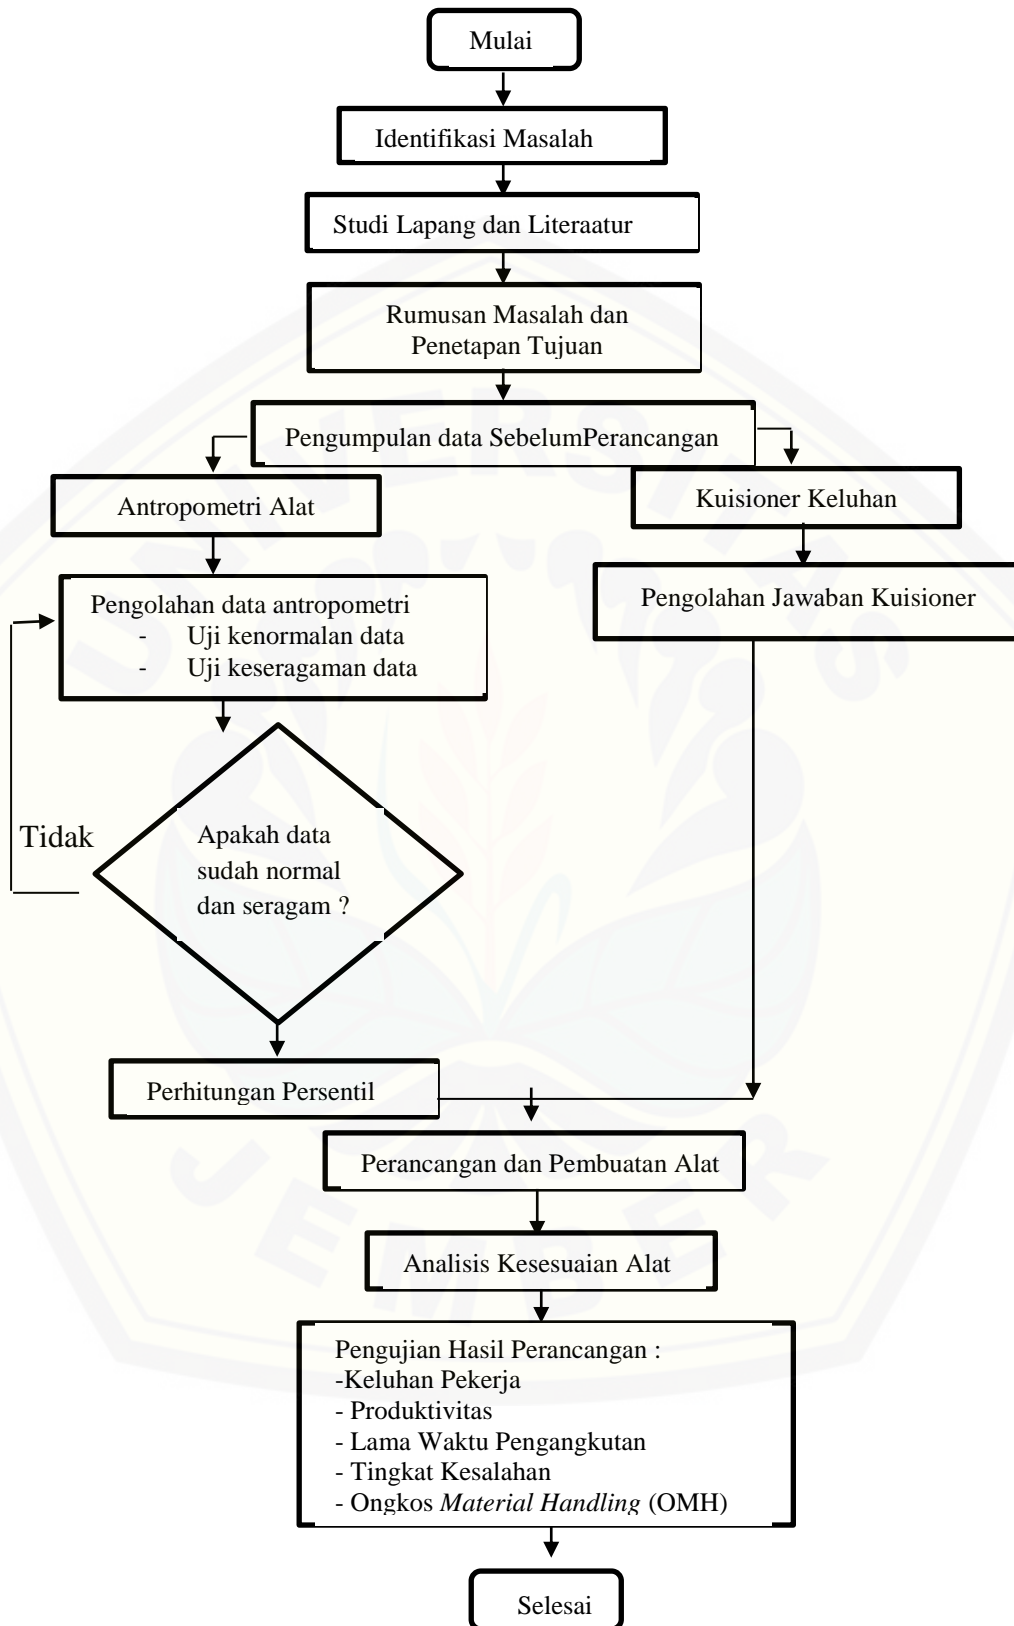 Mulai
Identifikasi Masalah
Studi Lapang dan Literaatur
Rumusan Masalah dan
Penetapan Tujuan
Pengumpulan data SebelumPerancangan
Antropometri Alat
Kuisioner Keluhan
Pengolahan data antropometri
- Uji kenormalan data
- Uji keseragaman data
Pengolahan Jawaban Kuisioner
Tidak
Apakah data
sudah normal
dan seragam ?
Perhitungan Persentil
Perancangan dan Pembuatan Alat
Analisis Kesesuaian Alat
Pengujian Hasil Perancangan :
-Keluhan Pekerja
- Produktivitas
- Lama Waktu Pengangkutan
- Tingkat Kesalahan
- Ongkos Material Handling (OMH)
Selesai
UNIVERSITAS
JEMBER